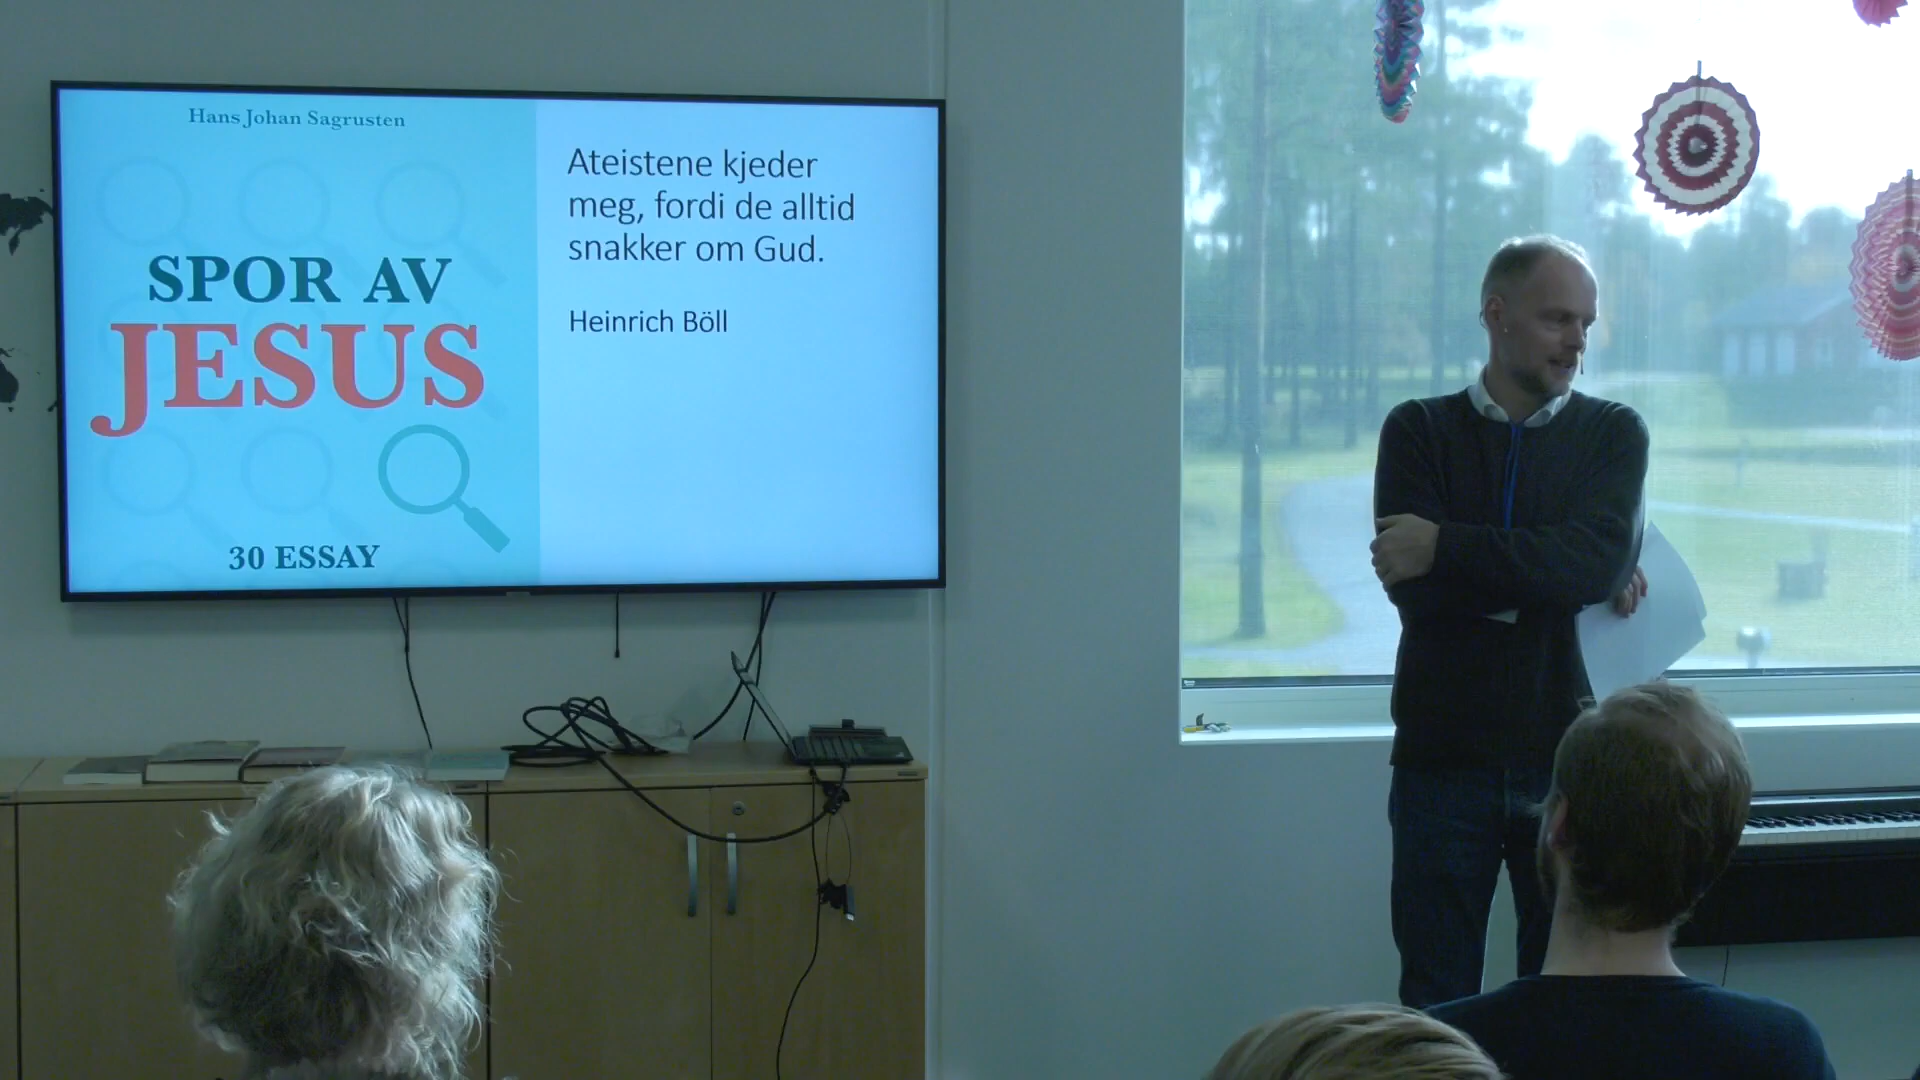 Hans Johan Sagrusten
SPOR AV
JESUS
30 ESSAY
Ateistene kjeder
meg, fordi de alltid
snakker om Gud.
Heinrich Böll